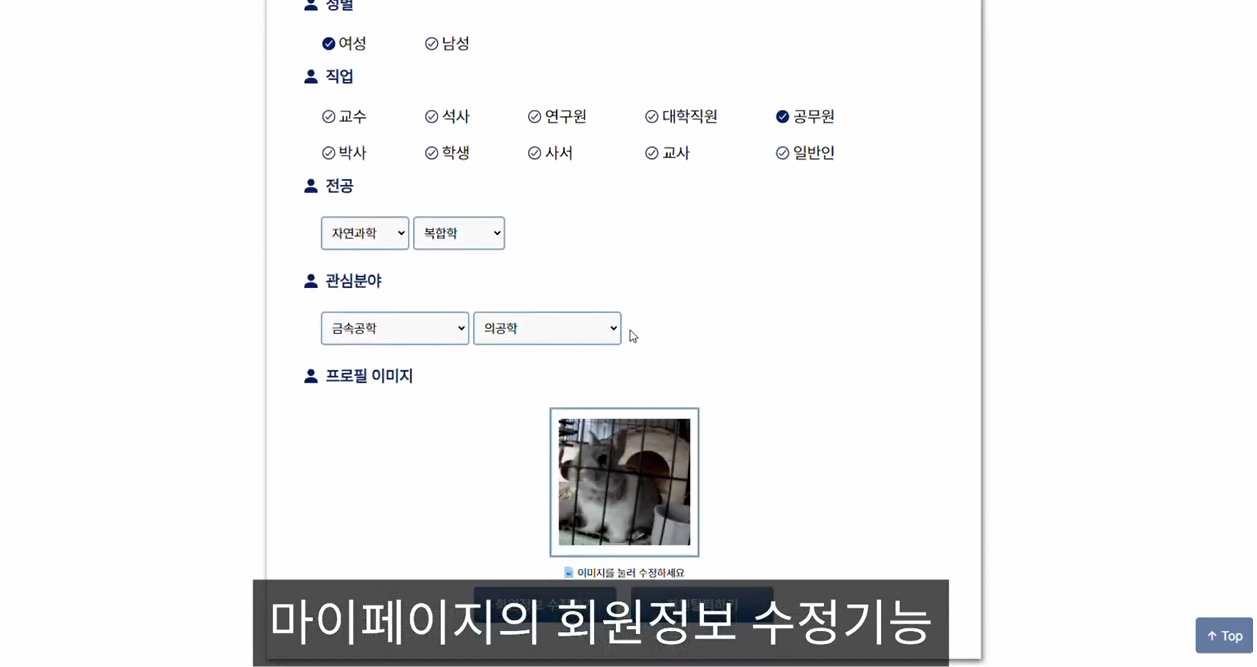 성별
여성 남성
직업
교수 석사 연구원 대학직원 공무원
박사 학생 사서 교사 일반인
전공
자연과학 복합학
관심분야
금속공학 의공학
프로필 이미지
이미지를 눌러 수정하세요
마이페이지의 회원정보 수정기능
↑ Top